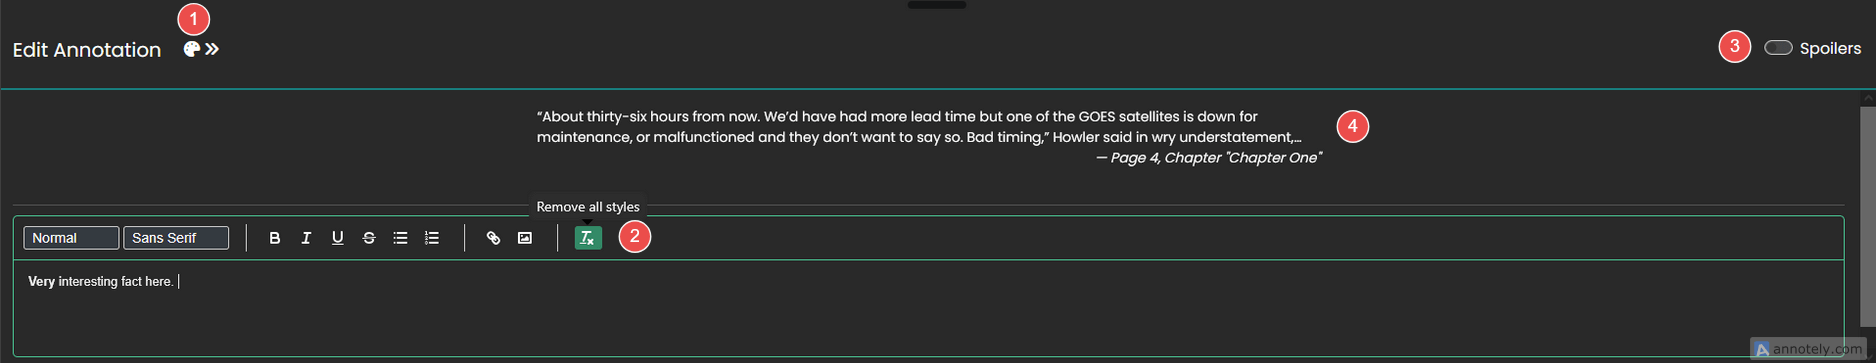 1
Edit Annotation
3
Spoilers
“About thirty-six hours from now. We’d have had more lead time but one of the GOES satellites is down for
maintenance, or malfunctioned and they don’t want to say so. Bad timing,” Howler said in wry understatement,...
4
— Page 4, Chapter "Chapter One"
Remove all styles
Normal
Sans Serif
B I U S
2
Very interesting fact here.
A annotely.com